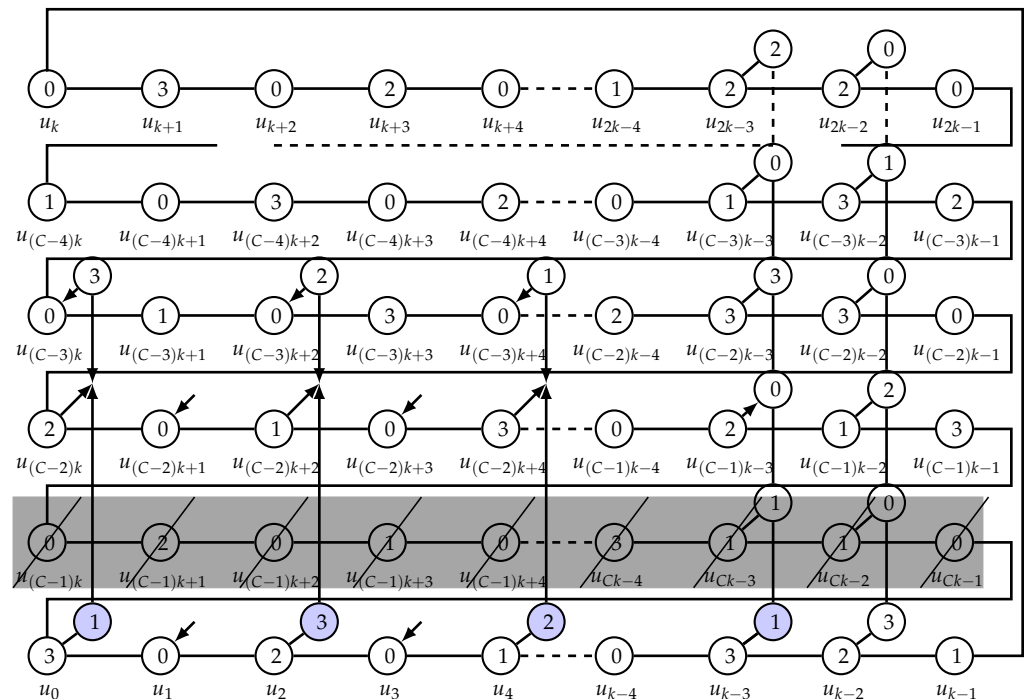 2 0
0 3 0 2 0 1 2 2 0
u_k u_{k+1} u_{k+2} u_{k+3} u_{k+4} u_{2k−4} u_{2k−3} u_{2k−2} u_{2k−1}
0 1
1 0 3 0 2 0 1 3 2
u_{(C−4)k} u_{(C−4)k+1} u_{(C−4)k+2} u_{(C−4)k+3} u_{(C−4)k+4} u_{(C−3)k−4} u_{(C−3)k−3} u_{(C−3)k−2} u_{(C−3)k−1}
3 2 1 3 0
0 1 0 3 0 2 3 3 0
u_{(C−3)k} u_{(C−3)k+1} u_{(C−3)k+2} u_{(C−3)k+3} u_{(C−3)k+4} u_{(C−2)k−4} u_{(C−2)k−3} u_{(C−2)k−2} u_{(C−2)k−1}
0 2
2 0 1 0 3 0 2 1 3
u_{(C−2)k} u_{(C−2)k+1} u_{(C−2)k+2} u_{(C−2)k+3} u_{(C−2)k+4} u_{(C−1)k−4} u_{(C−1)k−3} u_{(C−1)k−2} u_{(C−1)k−1}
1 0
0 2 0 1 0 3 1 1 0
u_{(C−1)k} u_{(C−1)k+1} u_{(C−1)k+2} u_{(C−1)k+3} u_{(C−1)k+4} u_{Ck−4} u_{Ck−3} u_{Ck−2} u_{Ck−1}
1 3 2 1 3
3 0 2 0 1 0 3 2 1
u_0 u_1 u_2 u_3 u_4 u_{k−4} u_{k−3} u_{k−2} u_{k−1}